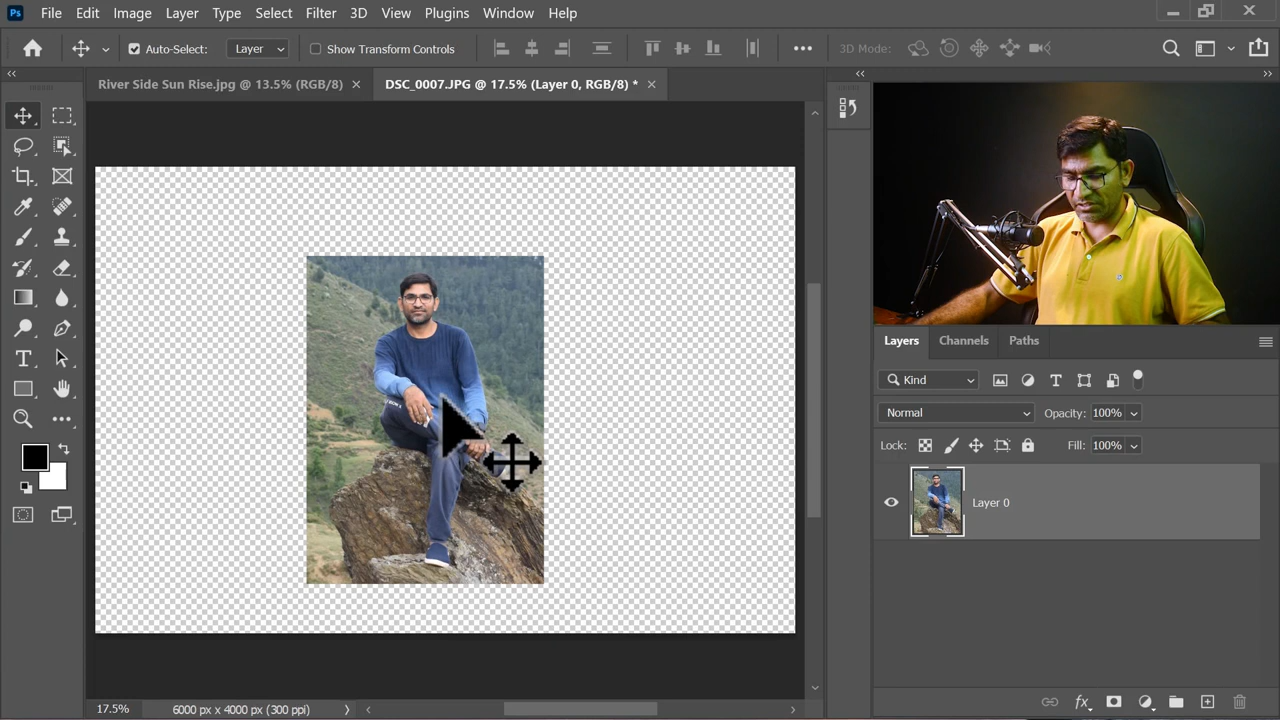 Ps File Edit Image Layer Type Select Filter 3D View Plugins Window Help
Auto-Select: Layer Show Transform Controls 3D Mode:
River Side Sun Rise.jpg @ 13.5% (RGB/8) DSC_0007.JPG @ 17.5% (Layer 0, RGB/8) *
Layers Channels Paths
Kind
Normal Opacity: 100%
Lock: Fill: 100%
Layer 0
17.5% 6000 px x 4000 px (300 ppi)